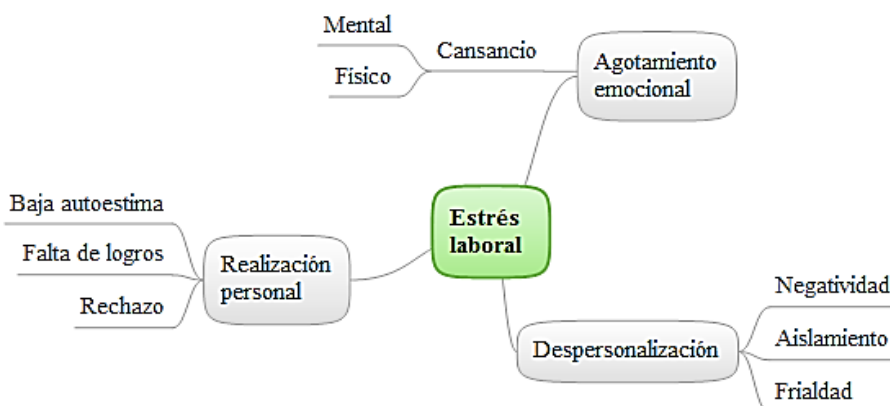 Mental
Cansancio
Físico
Agotamiento
emocional
Estrés
laboral
Baja autoestima
Falta de logros
Rechazo
Realización
personal
Despersonalización
Negatividad
Aislamiento
Frialdad